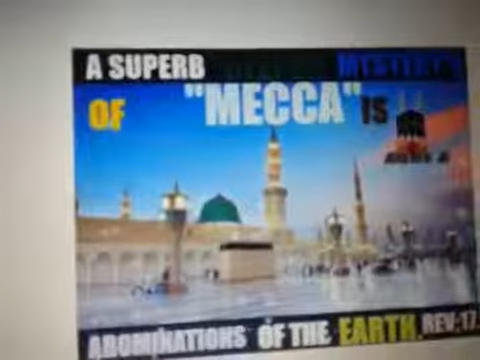 A SUPERB MYSTERY
OF "MECCA" IS
ABOMINATIONS OF THE EARTH.REV:17.